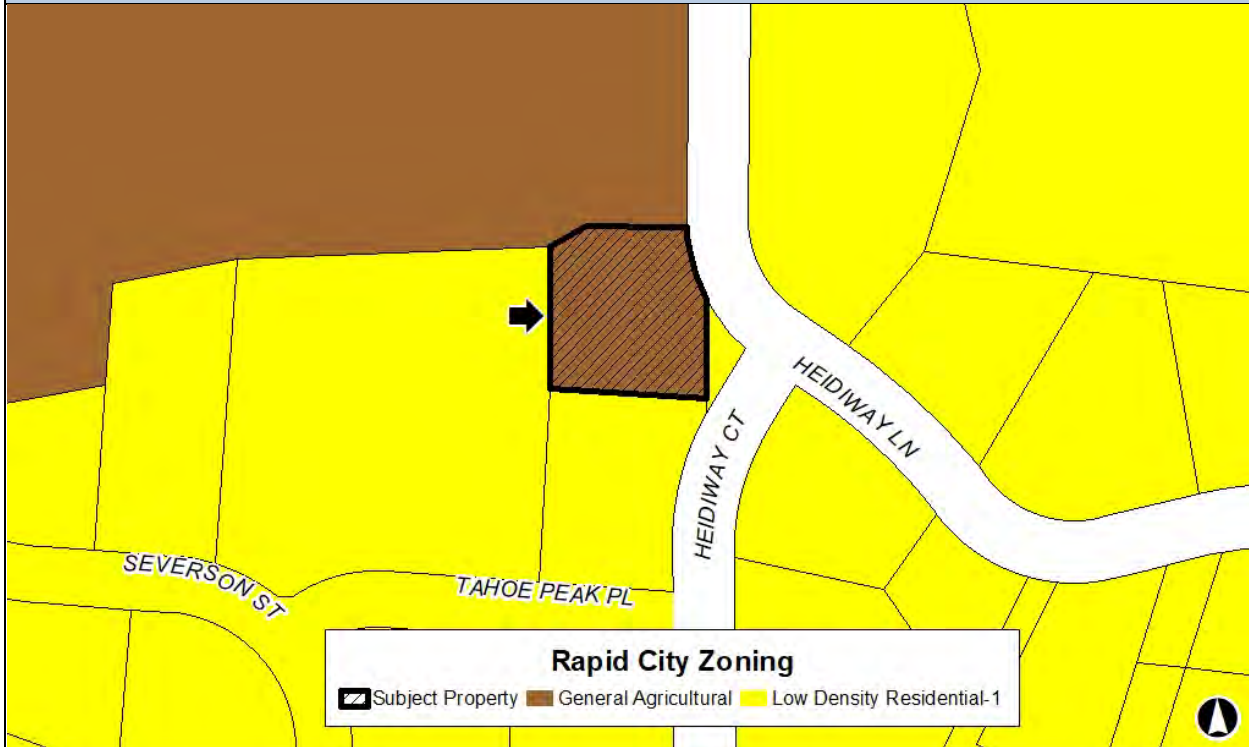 HEIDIWAY LN
HEIDIWAY CT
SEVERSON ST
TAHOE PEAK PL
Rapid City Zoning
Subject Property General Agricultural Low Density Residential-1